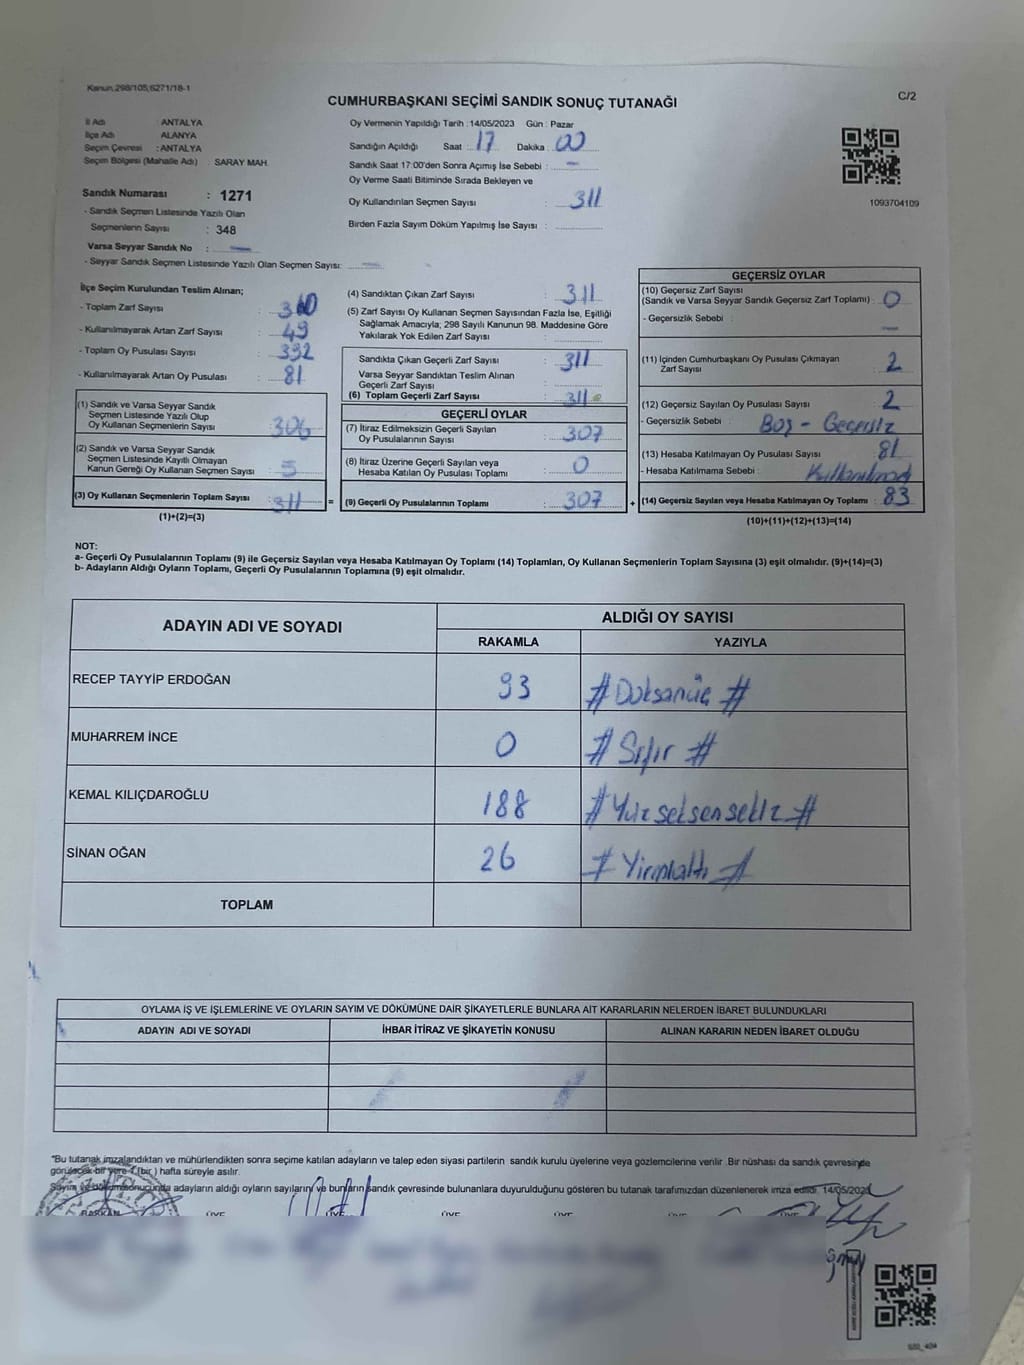 Kanun:298/105;6271/18-1
C/2
CUMHURBAŞKANI SEÇİMİ SANDIK SONUÇ TUTANAĞI
İl Adı : ANTALYA
İlçe Adı : ALANYA
Seçim Çevresi : ANTALYA
Seçim Bölgesi (Mahalle Adı) : SARAY MAH.
Sandık Numarası : 1271
- Sandık Seçmen Listesinde Yazılı Olan
Seçmenlerin Sayısı : 348
Varsa Seyyar Sandık No : —
- Seyyar Sandık Seçmen Listesinde Yazılı Olan Seçmen Sayısı: —
Oy Vermenin Yapıldığı Tarih :14/05/2023 Gün : Pazar
Sandığın Açıldığı Saat : 17 Dakika : 00
Sandık Saat 17:00'den Sonra Açımış İse Sebebi : —
Oy Verme Saati Bitiminde Sırada Bekleyen ve
Oy Kullandırılan Seçmen Sayısı : 311
Birden Fazla Sayım Döküm Yapılmış İse Sayısı :
1093704109
İlçe Seçim Kurulundan Teslim Alınan;
- Toplam Zarf Sayısı : 360
- Kullanılmayarak Artan Zarf Sayısı : 49
- Toplam Oy Pusulası Sayısı : 392
- Kullanılmayarak Artan Oy Pusulası : 81
(1) Sandık ve Varsa Seyyar Sandık
Seçmen Listesinde Yazılı Olup
Oy Kullanan Seçmenlerin Sayısı : 306
(2) Sandık ve Varsa Seyyar Sandık
Seçmen Listesinde Kayıtlı Olmayan
Kanun Gereği Oy Kullanan Seçmen Sayısı : 5
(3) Oy Kullanan Seçmenlerin Toplam Sayısı : 311
(1)+(2)=(3)
(4) Sandıktan Çıkan Zarf Sayısı : 311
(5) Zarf Sayısı Oy Kullanan Seçmen Sayısından Fazla İse, Eşitliği
Sağlamak Amacıyla; 298 Sayılı Kanunun 98. Maddesine Göre
Yakılarak Yok Edilen Zarf Sayısı :
Sandıkta Çıkan Geçerli Zarf Sayısı : 311
Varsa Seyyar Sandıktan Teslim Alınan
Geçerli Zarf Sayısı :
(6) Toplam Geçerli Zarf Sayısı : 311
GEÇERLİ OYLAR
(7) İtiraz Edilmeksizin Geçerli Sayılan
Oy Pusulalarının Sayısı : 307
(8) İtiraz Üzerine Geçerli Sayılan veya
Hesaba Katılan Oy Pusulası Toplamı : 0
= (9) Geçerli Oy Pusulalarının Toplamı : 307 +
GEÇERSİZ OYLAR
(10) Geçersiz Zarf Sayısı
(Sandık ve Varsa Seyyar Sandık Geçersiz Zarf Toplamı) : 0
- Geçersizlik Sebebi : —
(11) İçinden Cumhurbaşkanı Oy Pusulası Çıkmayan
Zarf Sayısı : 2
(12) Geçersiz Sayılan Oy Pusulası Sayısı : 2
- Geçersizlik Sebebi : Boş - Geçersiz
(13) Hesaba Katılmayan Oy Pusulası Sayısı : 81
- Hesaba Katılmama Sebebi : Kullanılmadı
(14) Geçersiz Sayılan veya Hesaba Katılmayan Oy Toplamı : 83
(10)+(11)+(12)+(13)=(14)
NOT:
a- Geçerli Oy Pusulalarının Toplamı (9) ile Geçersiz Sayılan veya Hesaba Katılmayan Oy Toplamı (14) Toplamları, Oy Kullanan Seçmenlerin Toplam Sayısına (3) eşit olmalıdır. (9)+(14)=(3)
b- Adayların Aldığı Oyların Toplamı, Geçerli Oy Pusulalarının Toplamına (9) eşit olmalıdır.
ADAYIN ADI VE SOYADI
ALDIĞI OY SAYISI
RAKAMLA YAZIYLA
RECEP TAYYİP ERDOĞAN 93 # Doksanüç #
MUHARREM İNCE 0 # Sıfır #
KEMAL KILIÇDAROĞLU 188 # Yüzseksensekiz #
SİNAN OĞAN 26 # Yirmialtı #
TOPLAM
OYLAMA İŞ VE İŞLEMLERİNE VE OYLARIN SAYIM VE DÖKÜMÜNE DAİR ŞİKAYETLERLE BUNLARA AİT KARARLARIN NELERDEN İBARET BULUNDUKLARI
ADAYIN ADI VE SOYADI İHBAR İTİRAZ VE ŞİKAYETİN KONUSU ALINAN KARARIN NEDEN İBARET OLDUĞU
"Bu tutanak imzalandıktan ve mühürlendikten sonra seçime katılan adayların ve talep eden siyasi partilerin sandık kurulu üyelerine veya gözlemcilerine verilir. Bir nüshası da sandık çevresinde
görülecek bir yere 1 (bir) hafta süreyle asılır.
Sayım ve döküm sonucunda adayların aldığı oyların sayılarını ve bunların sandık çevresinde bulunanlara duyurulduğunu gösteren bu tutanak tarafımızdan düzenlenerek imza edildi. 14/05/2023
BAŞKAN ÜYE ÜYE ÜYE ÜYE ÜYE ÜYE